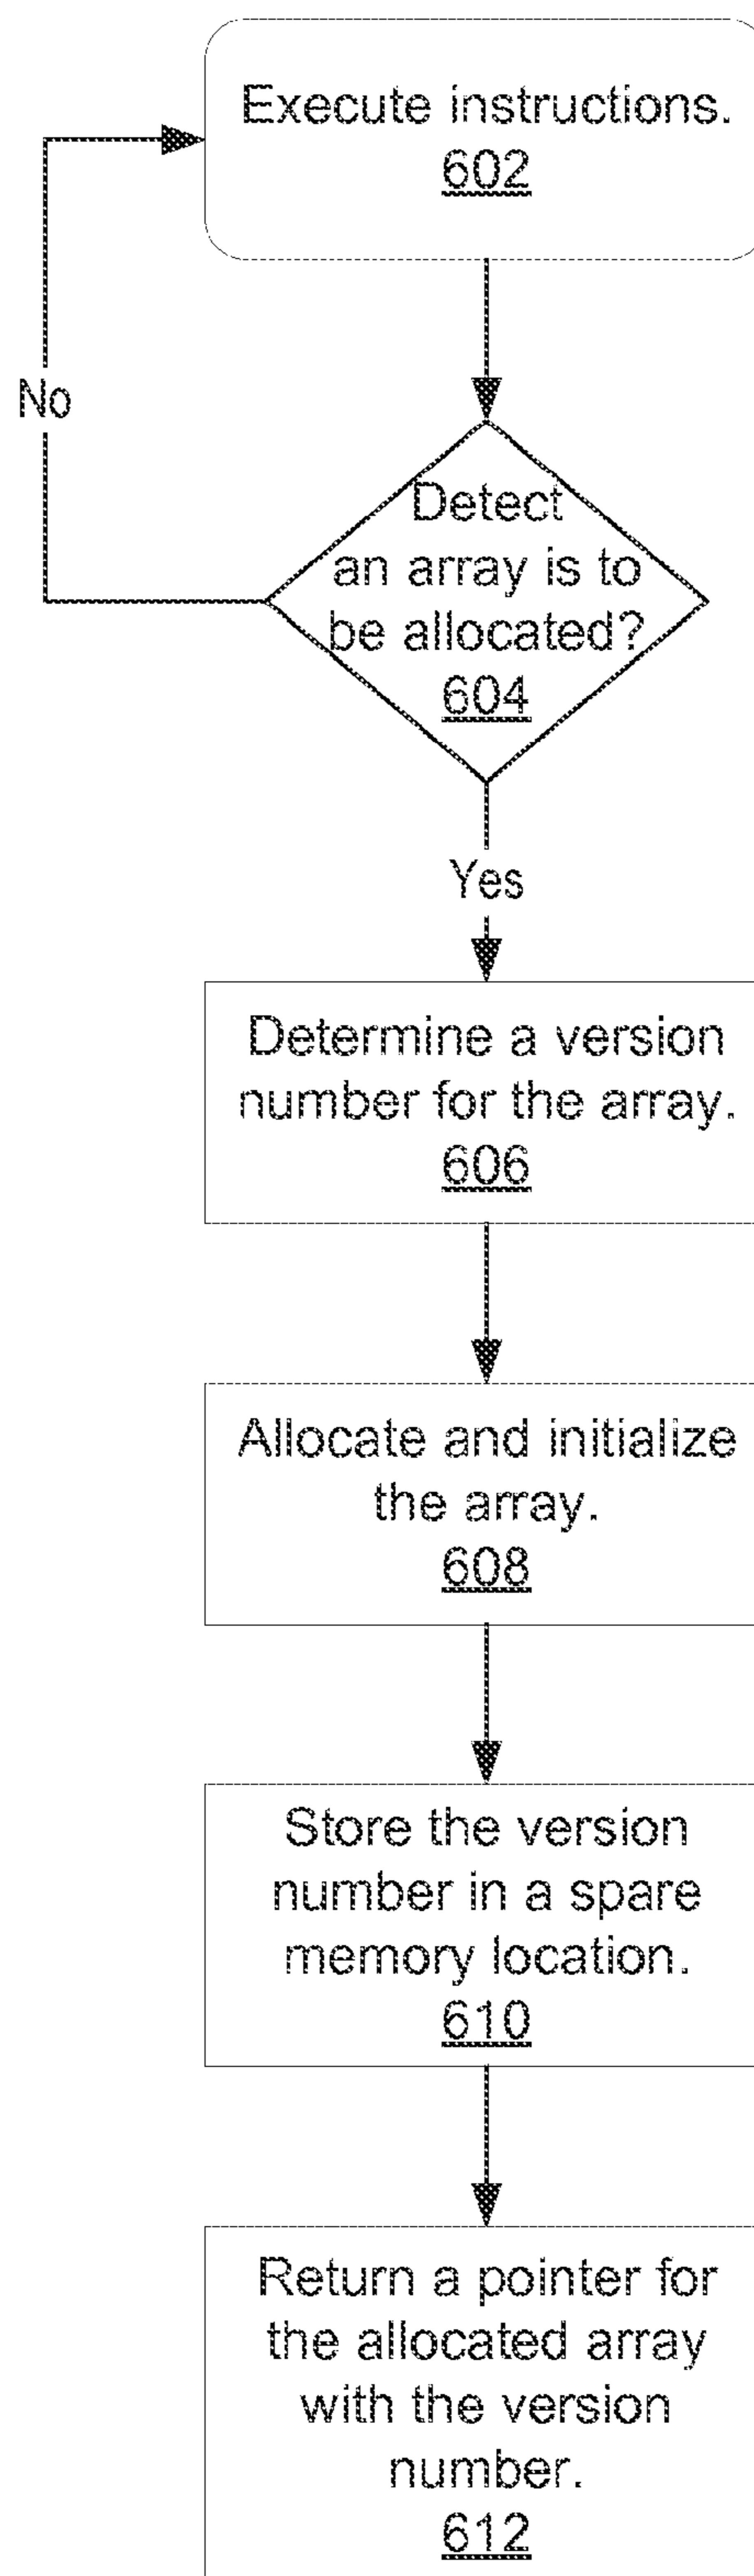 Execute instructions.
602
No
Detect
an array is to
be allocated?
604
Yes
Determine a version
number for the array.
606
Allocate and initialize
the array.
608
Store the version
number in a spare
memory location.
610
Return a pointer for
the allocated array
with the version
number.
612